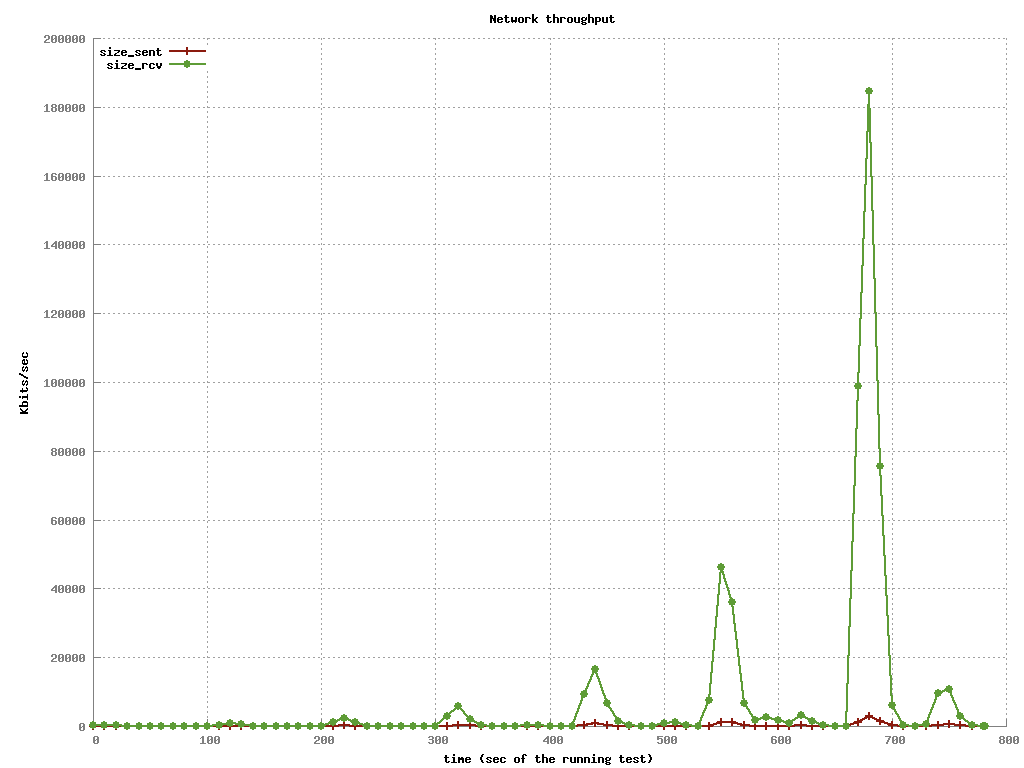 Network throughput
200000
size_sent
size_rcv
180000
160000
140000
120000
100000
80000
60000
40000
20000
0
Kbits/sec
0 100 200 300 400 500 600 700 800
time (sec of the running test)